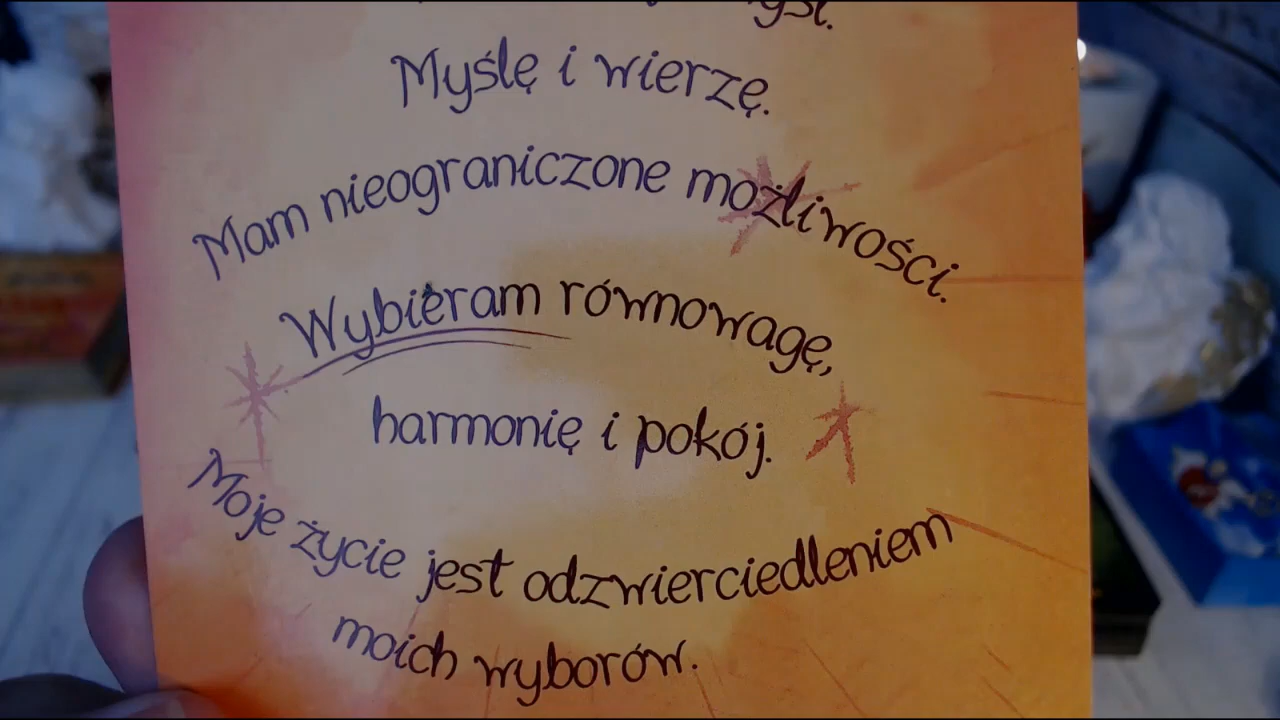 Myślę i wierzę.
Mam nieograniczone możliwości.
Wybieram równowagę,
harmonię i pokój.
Moje życie jest odzwierciedleniem
moich wyborów.